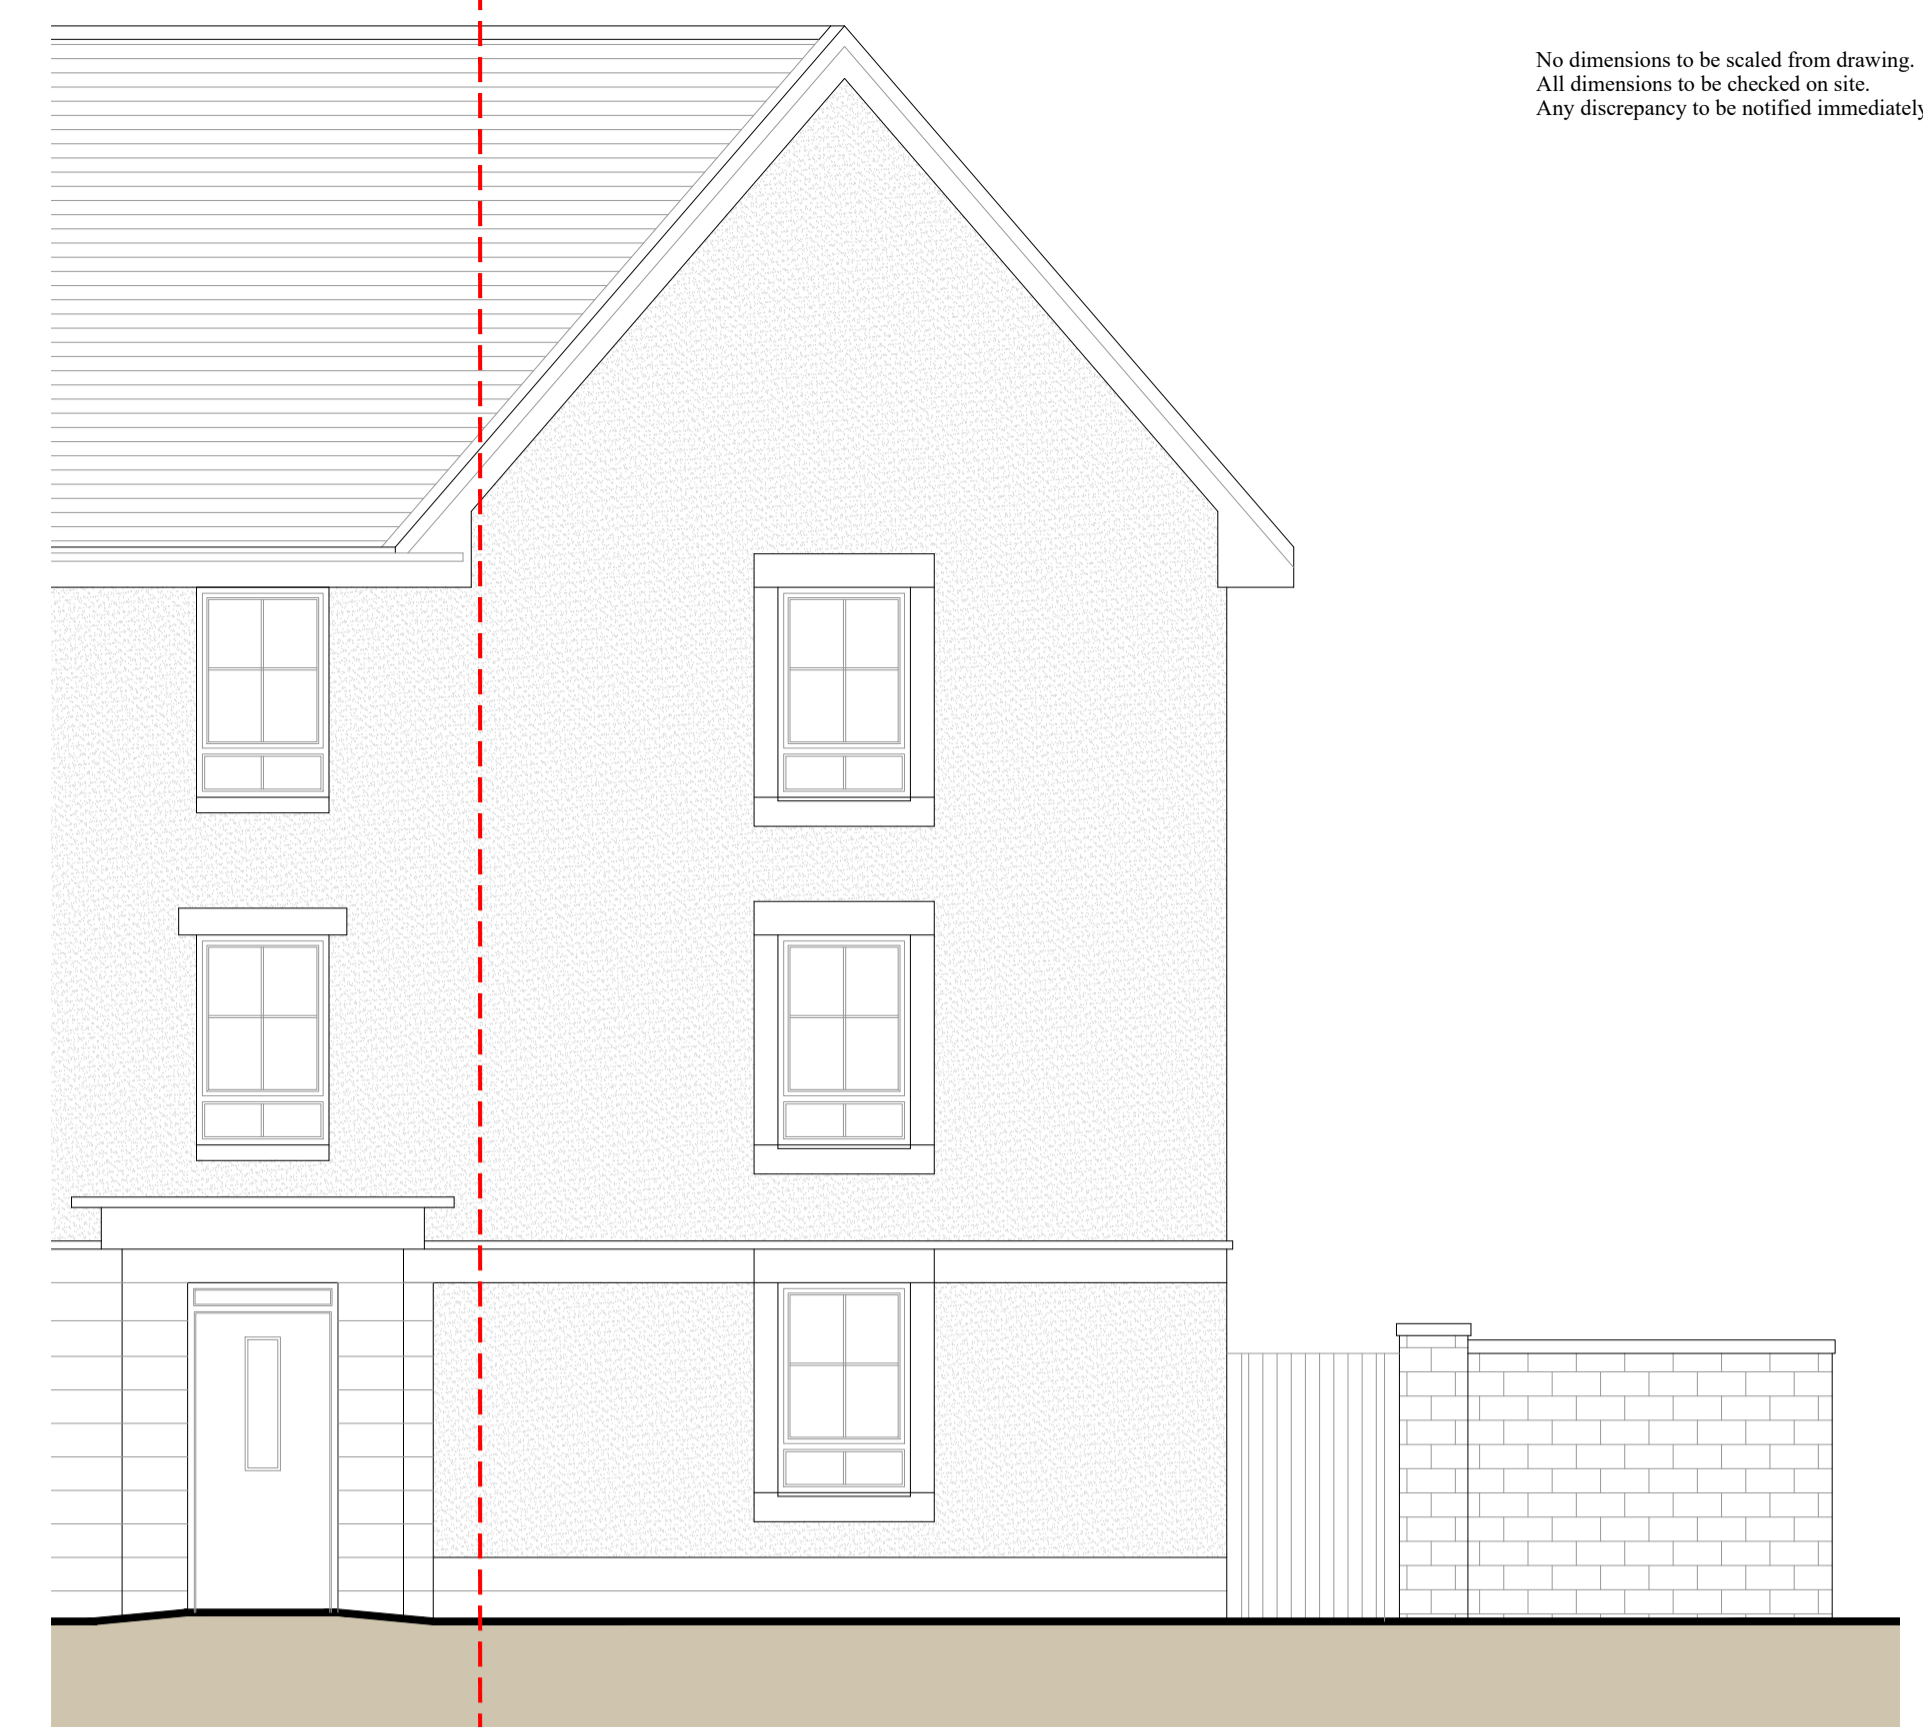 No dimensions to be scaled from drawing.
All dimensions to be checked on site.
Any discrepancy to be notified immediately